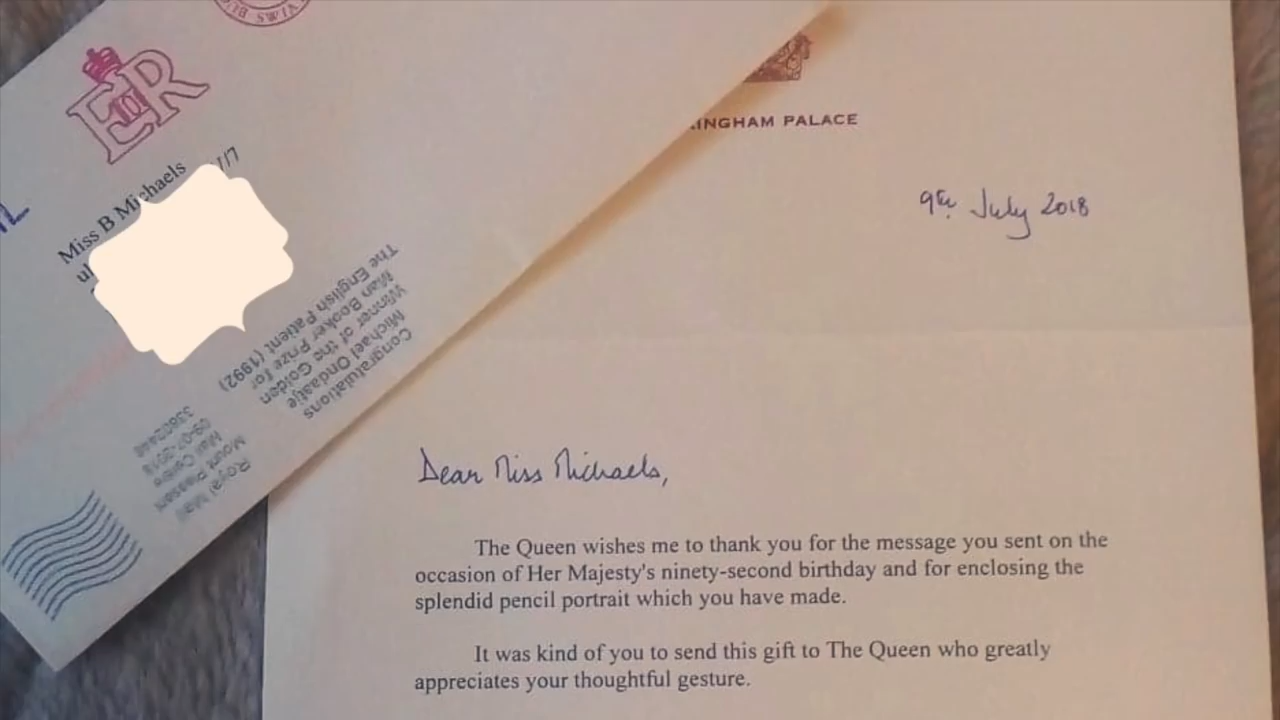 ER
Miss B Michaels
Congratulations
Michael Ondaatje
Winner of the Golden
Man Booker Prize for
The English Patient (1992)
Royal Mail
Mount Pleasant
Mail Centre
09-07-2018
INGHAM PALACE
9th July 2018
Dear Miss Michaels,
The Queen wishes me to thank you for the message you sent on the
occasion of Her Majesty's ninety-second birthday and for enclosing the
splendid pencil portrait which you have made.
It was kind of you to send this gift to The Queen who greatly
appreciates your thoughtful gesture.